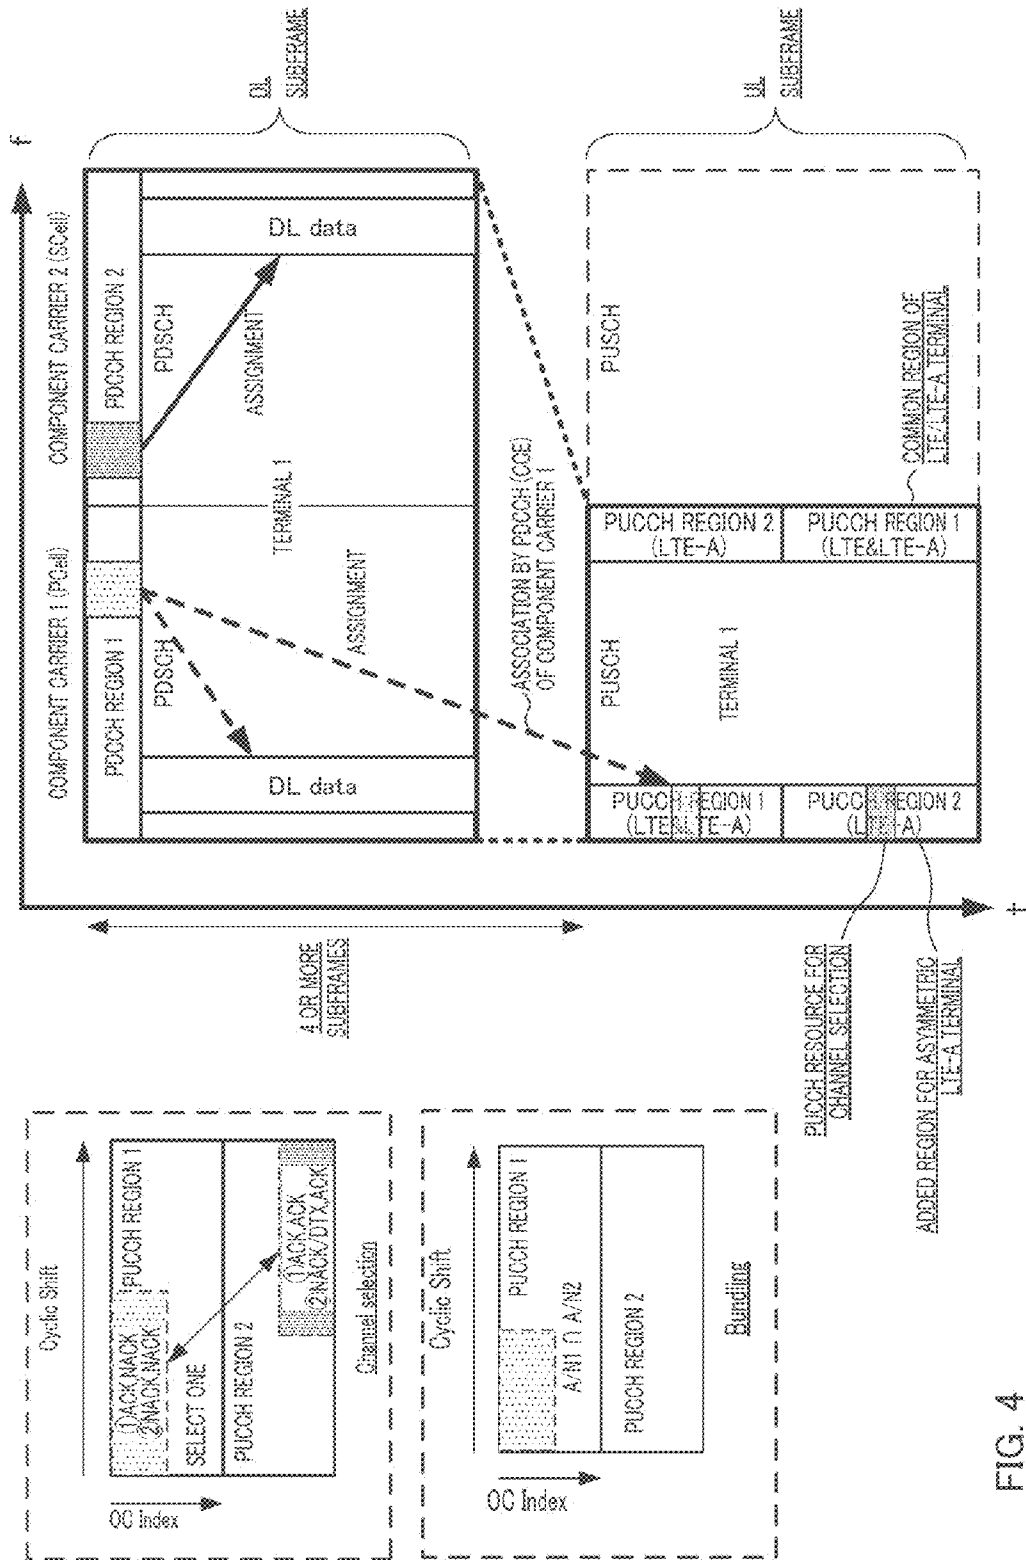 f
COMPONENT CARRIER 1 (PCell)
COMPONENT CARRIER 2 (SCell)
PDCCH REGION 1
PDCCH REGION 2
PDSCH
PDSCH
ASSIGNMENT
TERMINAL 1
ASSIGNMENT
DL data
DL data
DL
SUBFRAME
4 OR MORE
SUBFRAMES
ASSOCIATION BY PDCCH (CCE)
OF COMPONENT CARRIER 1
PUCCH REGION 1
(LTE&LTE-A)
PUCCH REGION 2
(LTE-A)
PUSCH
TERMINAL 1
PUCCH REGION 2
(LTE-A)
PUCCH REGION 1
(LTE&LTE-A)
PUSCH
UL
SUBFRAME
COMMON REGION OF
LTE/LTE-A TERMINAL
PUCCH RESOURCE FOR
CHANNEL SELECTION
ADDED REGION FOR ASYMMETRIC
LTE-A TERMINAL
t
Cyclic Shift
OC Index
①ACK,NACK
②NACK,NACK
PUCCH REGION 1
SELECT ONE
PUCCH REGION 2
①ACK,ACK
②NACK/DTX,ACK
Channel selection
Cyclic Shift
OC Index
PUCCH REGION 1
A/N1 ∩ A/N2
PUCCH REGION 2
Bunding
FIG. 4